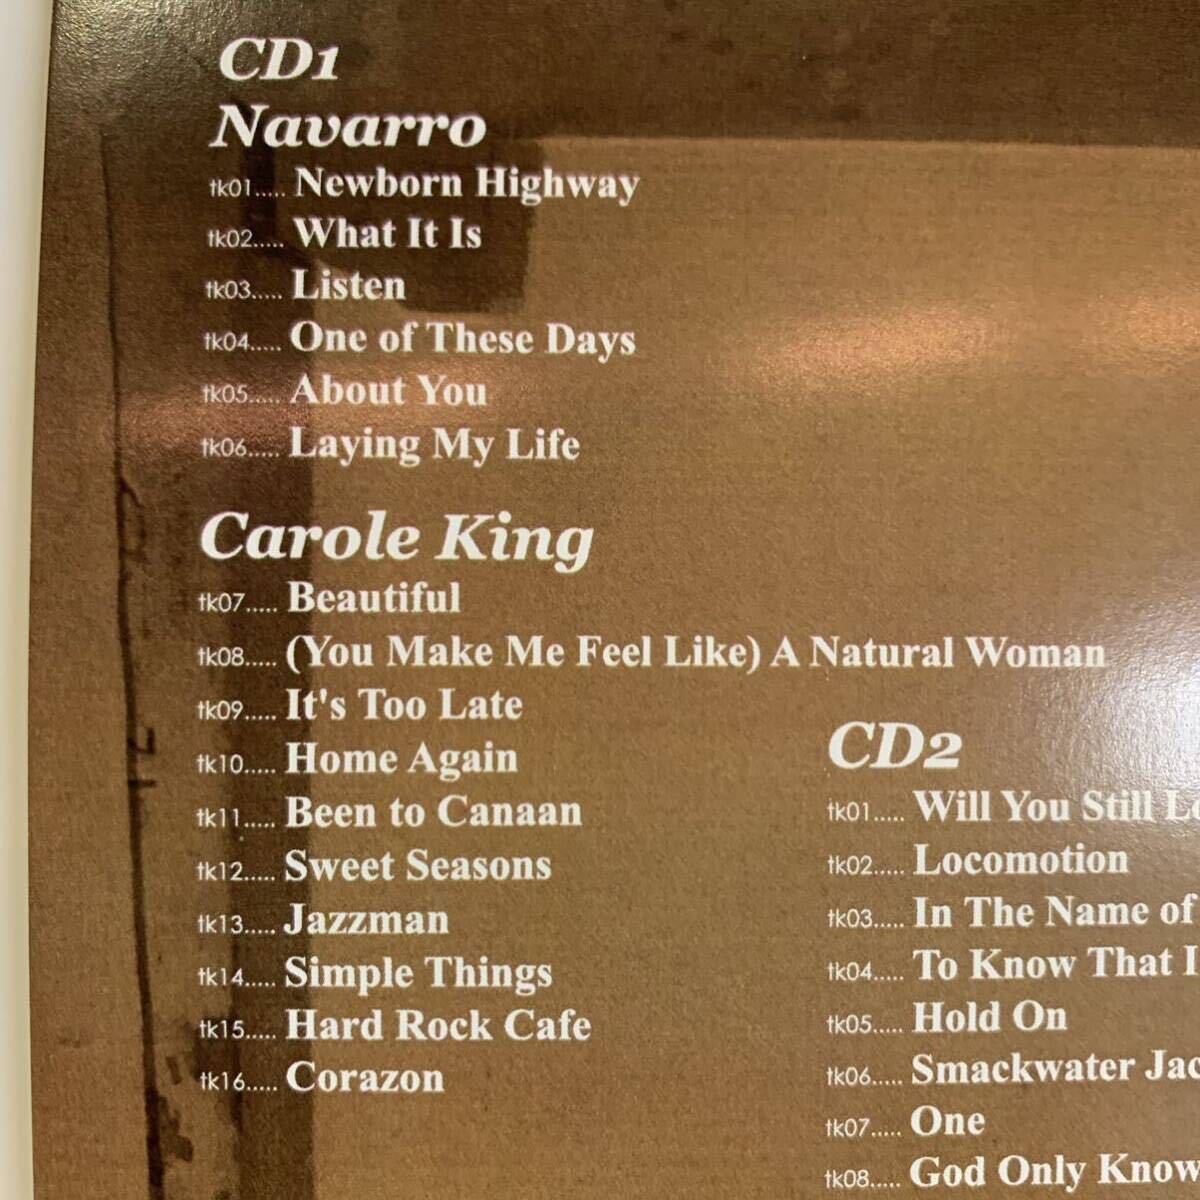 CD1
Navarro
tk01..... Newborn Highway
tk02..... What It Is
tk03..... Listen
tk04..... One of These Days
tk05..... About You
tk06..... Laying My Life
Carole King
tk07..... Beautiful
tk08..... (You Make Me Feel Like) A Natural Woman
tk09..... It's Too Late
tk10..... Home Again
tk11..... Been to Canaan
tk12..... Sweet Seasons
tk13..... Jazzman
tk14..... Simple Things
tk15..... Hard Rock Cafe
tk16..... Corazon
CD2
tk01..... Will You Still
tk02..... Locomotion
tk03..... In The Name of
tk04..... To Know That I
tk05..... Hold On
tk06..... Smackwater
tk07..... One
tk08..... God Only